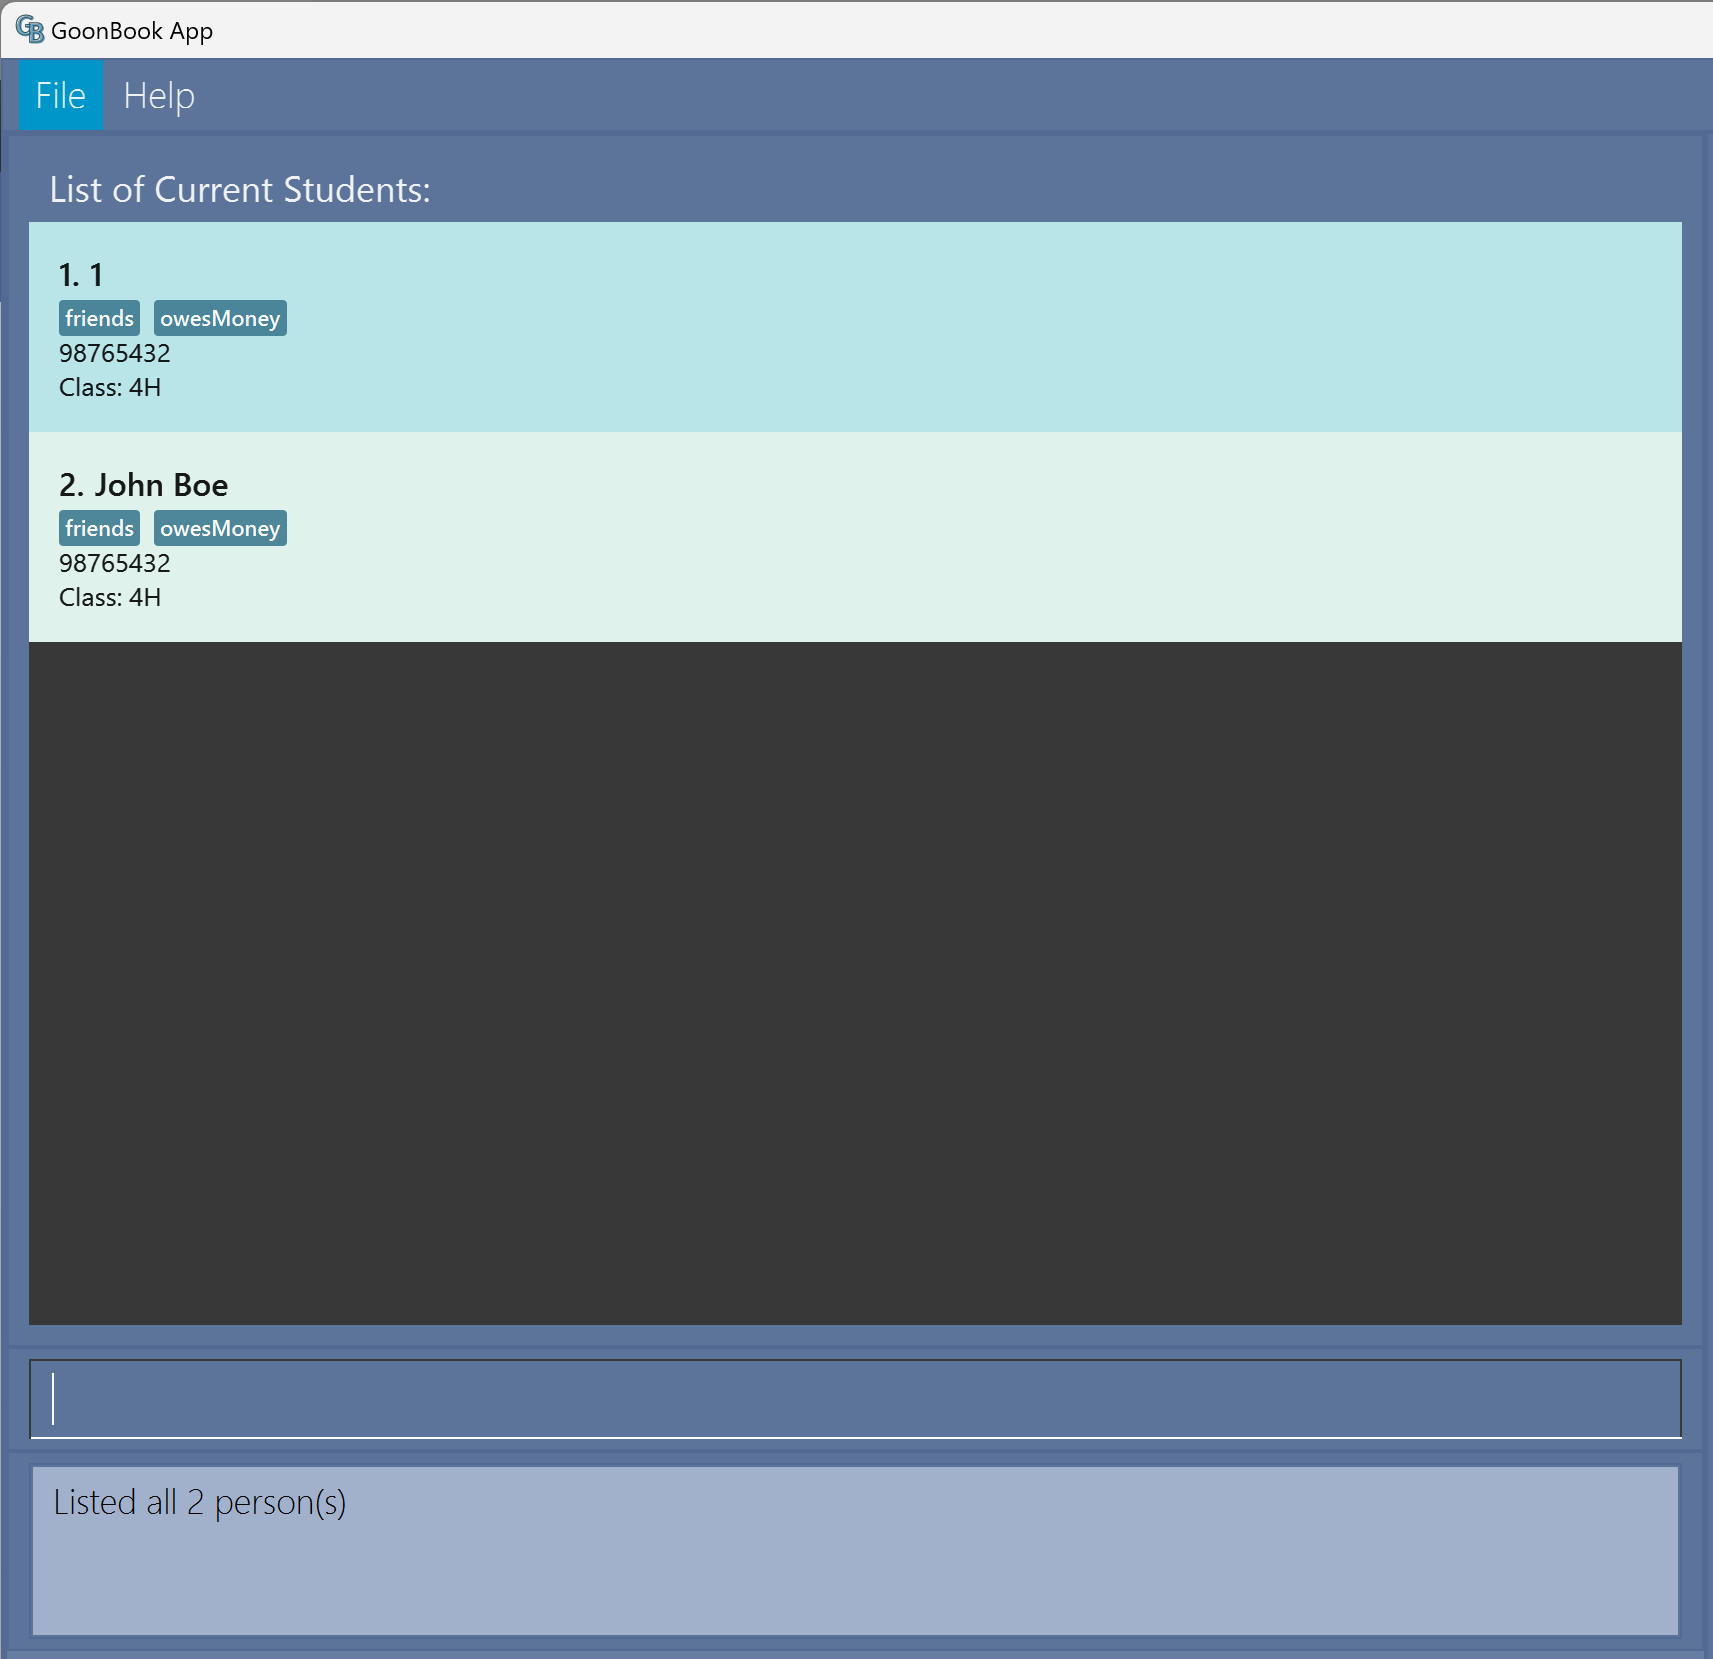 GB GoonBook App
File Help
List of Current Students:
1. 1
friends owesMoney
98765432
Class: 4H
2. John Boe
friends owesMoney
98765432
Class: 4H
Listed all 2 person(s)